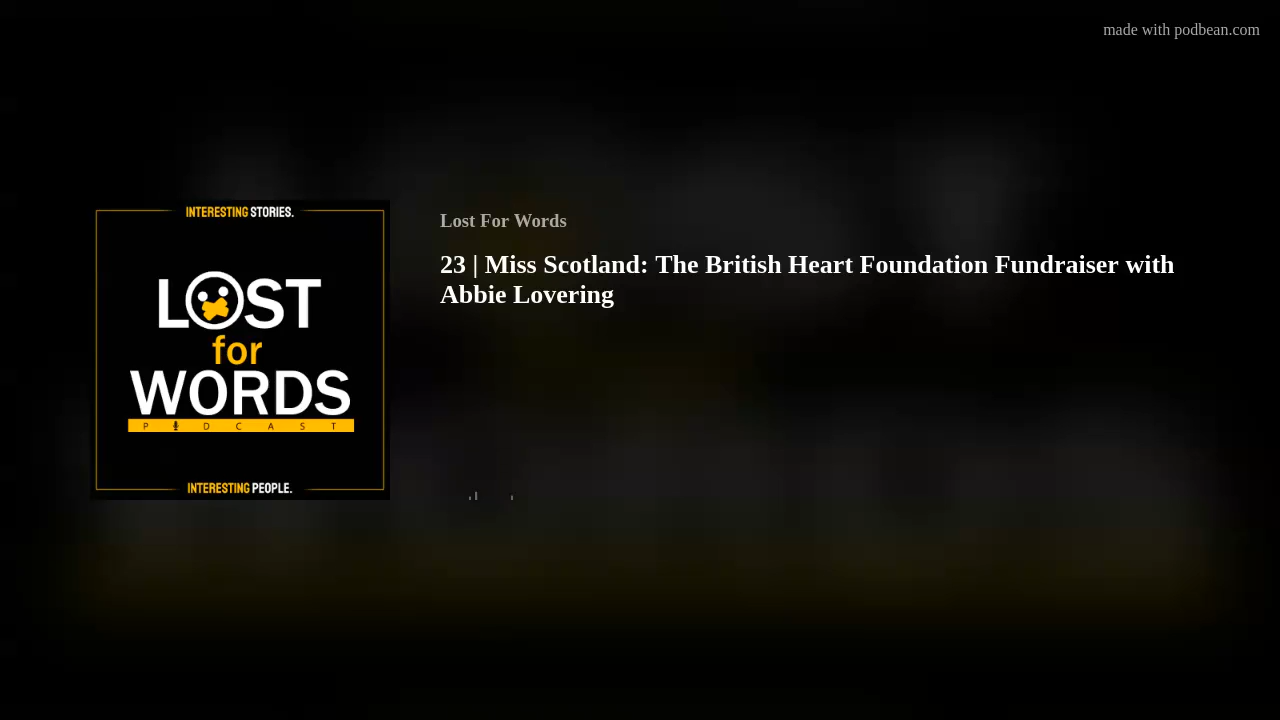 made with podbean.com
INTERESTING STORIES.
LOST
for
WORDS
PODCAST
INTERESTING PEOPLE.
Lost For Words
23 | Miss Scotland: The British Heart Foundation Fundraiser with
Abbie Lovering